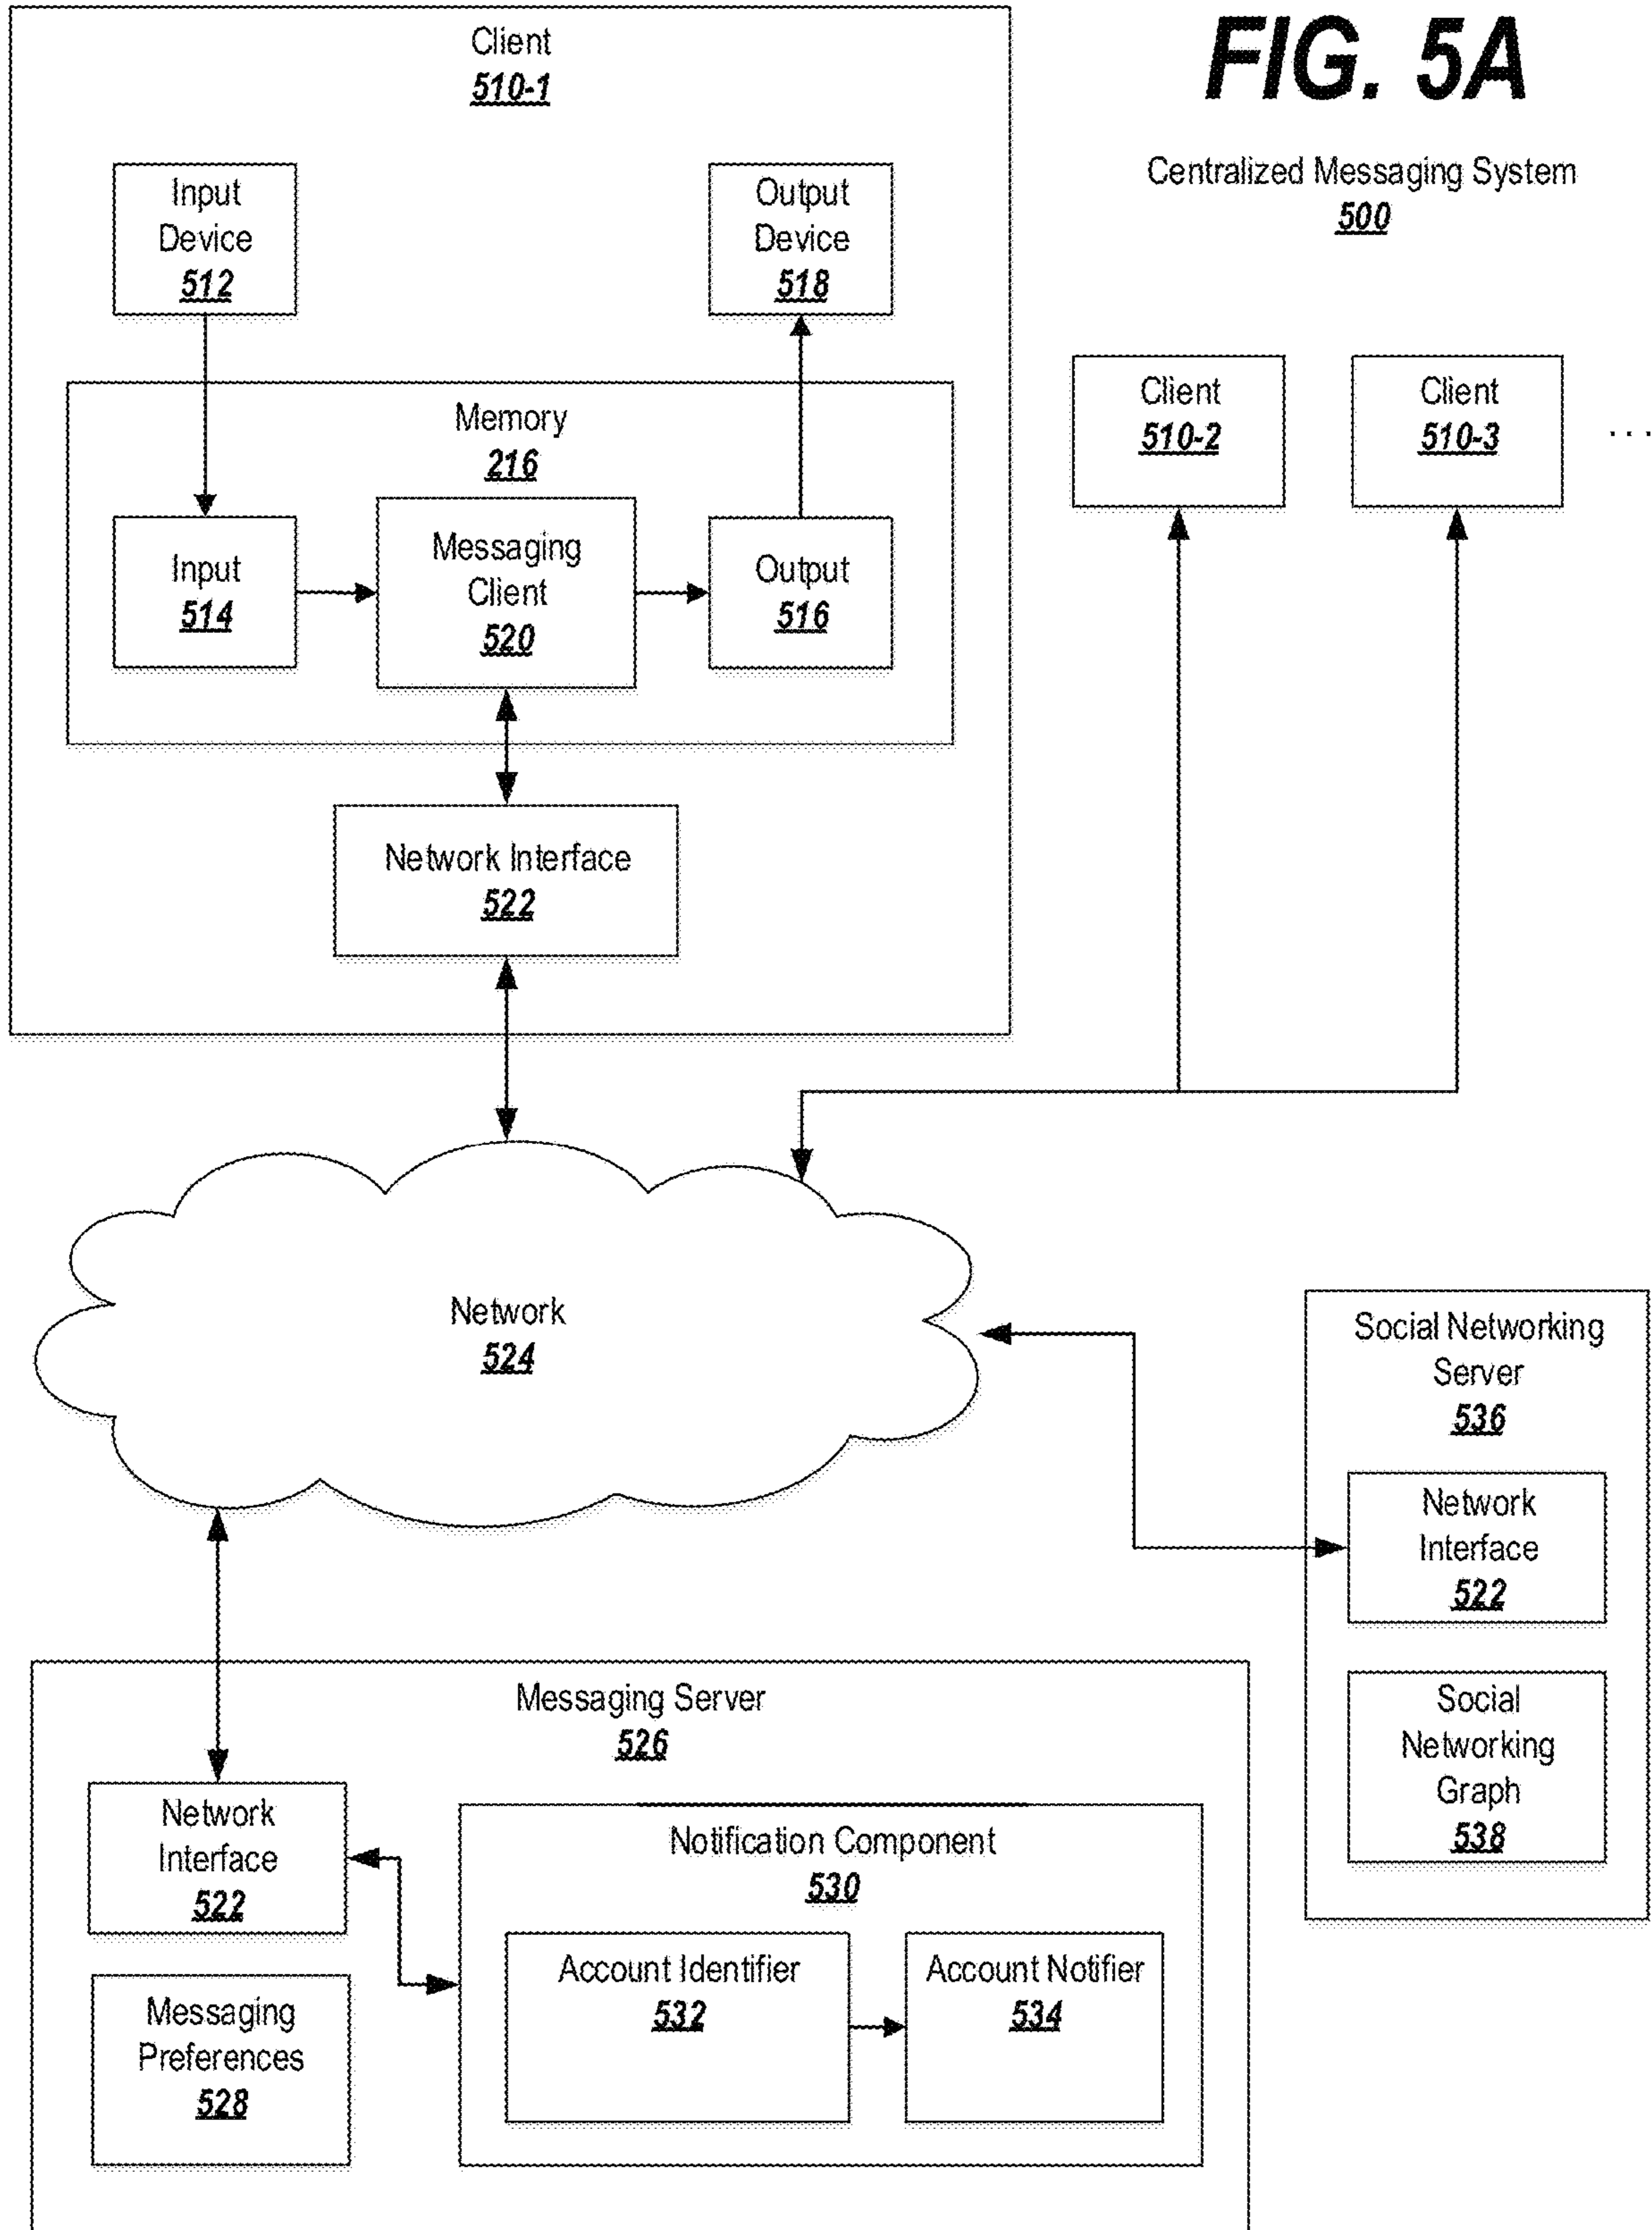 FIG. 5A
Centralized Messaging System
500
Client
510-1
Input
Device
512
Output
Device
518
Memory
216
Input
514
Messaging
Client
520
Output
516
Network Interface
522
Client
510-2
Client
510-3
...
Network
524
Social Networking
Server
536
Network
Interface
522
Social
Networking
Graph
538
Messaging Server
526
Network
Interface
522
Messaging
Preferences
528
Notification Component
530
Account Identifier
532
Account Notifier
534